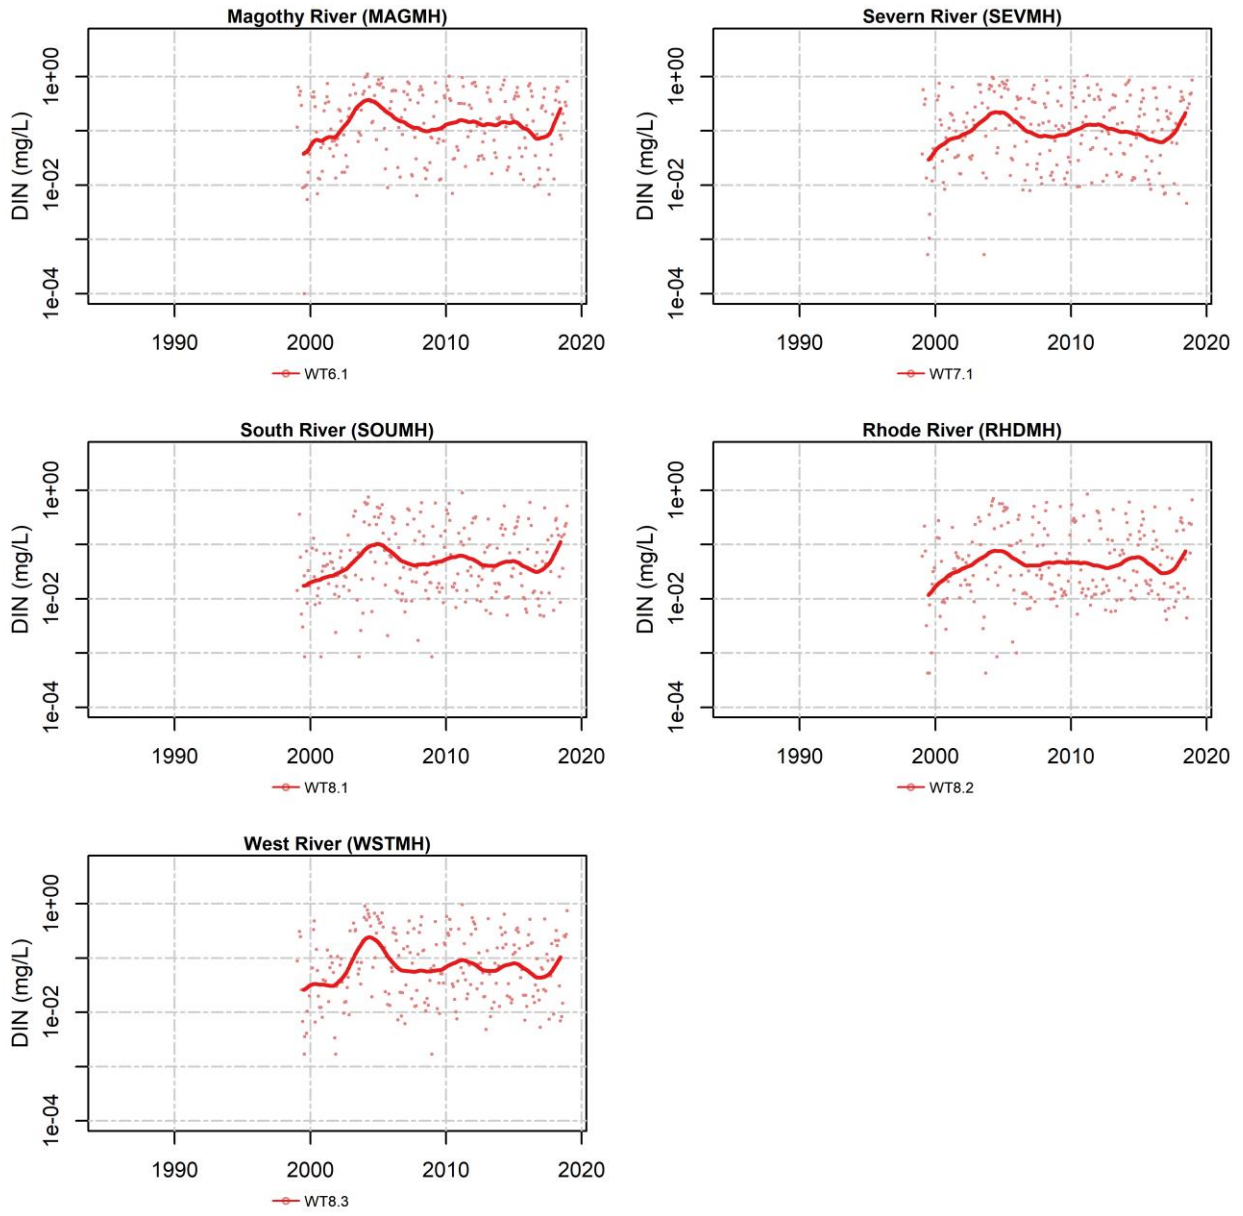 Magothy River (MAGMH)
DIN (mg/L)
1e+00
1e-02
1e-04
1990 2000 2010 2020
WT6.1
Severn River (SEVMH)
DIN (mg/L)
1e+00
1e-02
1e-04
1990 2000 2010 2020
WT7.1
South River (SOUMH)
DIN (mg/L)
1e+00
1e-02
1e-04
1990 2000 2010 2020
WT8.1
Rhode River (RHDMH)
DIN (mg/L)
1e+00
1e-02
1e-04
1990 2000 2010 2020
WT8.2
West River (WSTMH)
DIN (mg/L)
1e+00
1e-02
1e-04
1990 2000 2010 2020
WT8.3